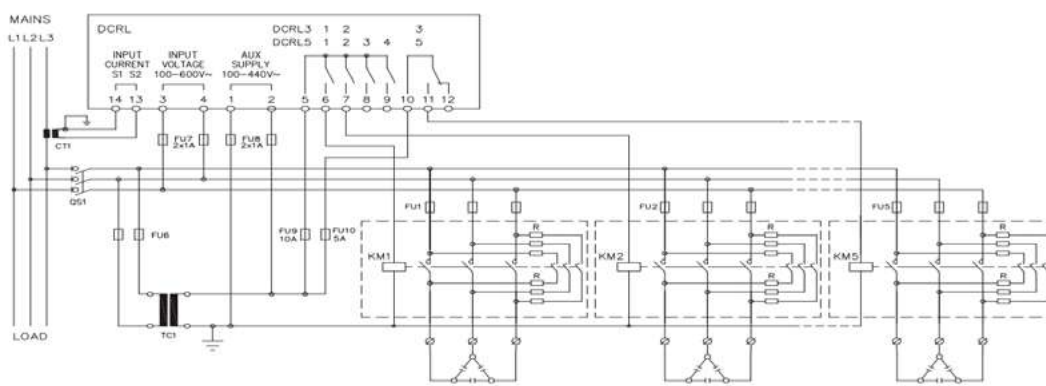 MAINS
L1 L2 L3
DCRL
DCRL3 1 2 3
DCRL5 1 2 3 4 5
INPUT CURRENT
S1 S2
INPUT VOLTAGE
100-600V~
AUX SUPPLY
100-440V~
14 13 3 4 1 2 5 6 7 8 9 10 11 12
CT1
FU7
2x1A
FU8
2x1A
QS1
FU6
FU9
10A
FU10
5A
FU1
FU2
FU5
R
R
R
KM1
KM2
KM5
R
R
R
TC1
LOAD